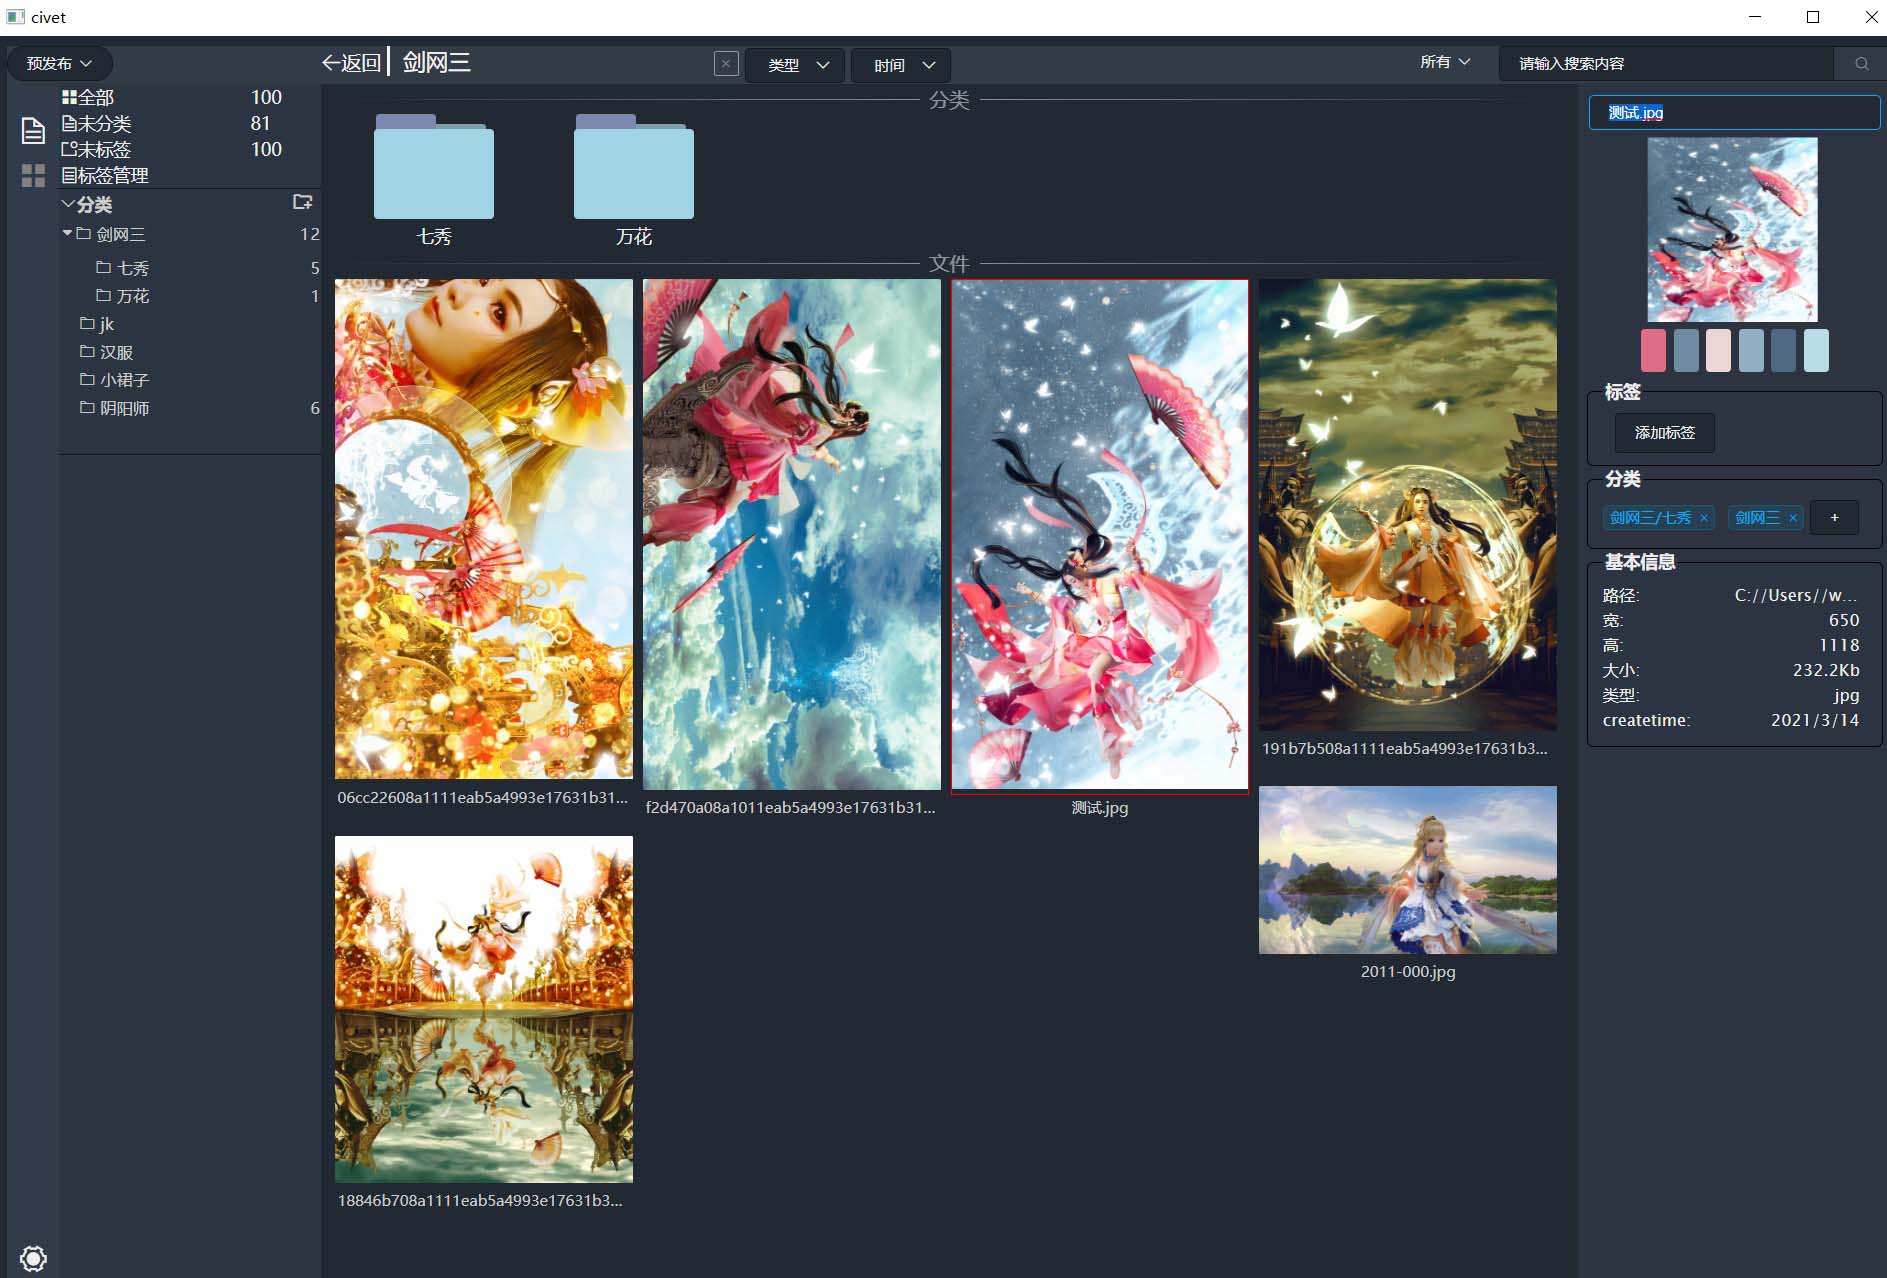 civet
预发布
返回 剑网三
类型
时间
所有
请输入搜索内容
全部 100
未分类 81
未标签 100
标签管理
分类
剑网三 12
七秀 5
万花 1
jk
汉服
小裙子
阴阳师 6
分类
七秀
万花
文件
06cc22608a1111eab5a4993e17631b31...
f2d470a08a1011eab5a4993e17631b31...
测试.jpg
191b7b508a1111eab5a4993e17631b3...
2011-000.jpg
18846b708a1111eab5a4993e17631b3...
测试.jpg
标签
添加标签
分类
剑网三/七秀 ×
剑网三 ×
+
基本信息
路径: C://Users//w...
宽: 650
高: 1118
大小: 232.2Kb
类型: jpg
createtime: 2021/3/14